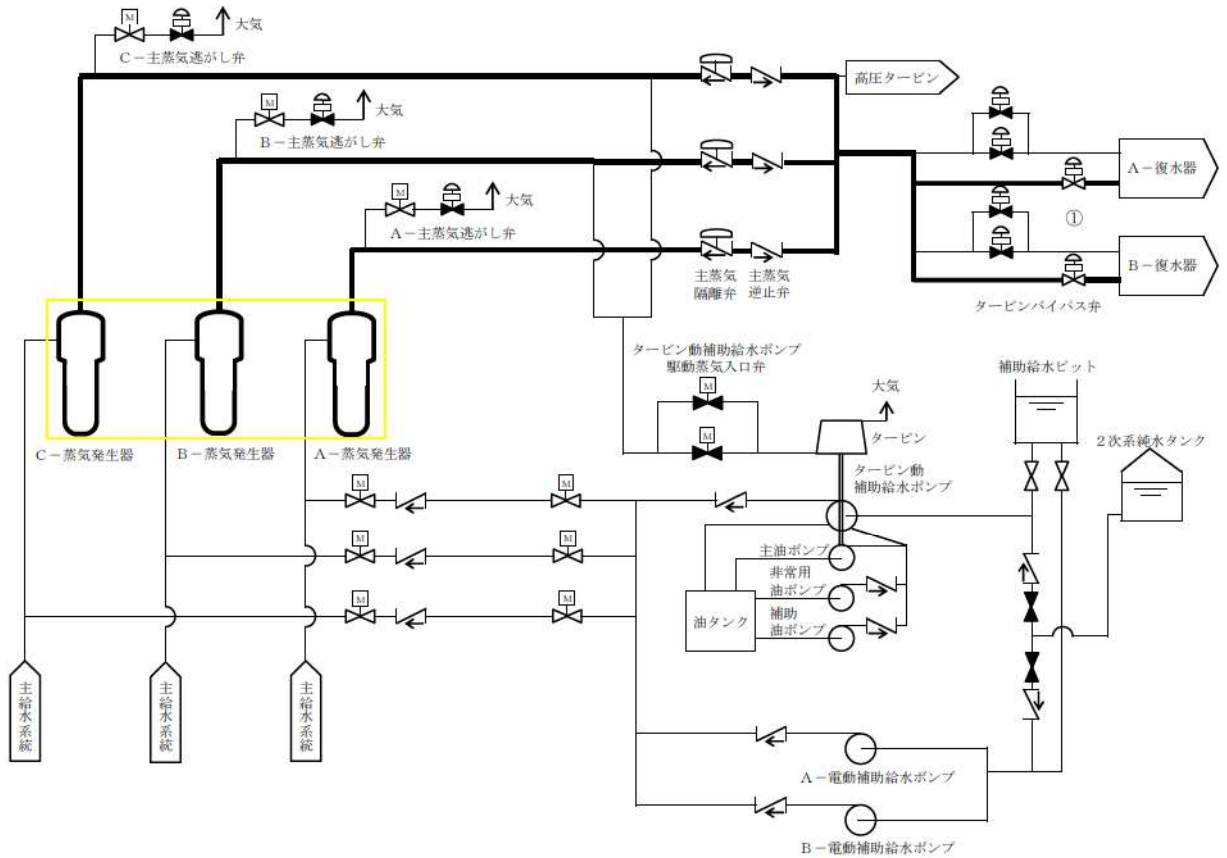 M
大気
C－主蒸気逃がし弁
高圧タービン
M
大気
B－主蒸気逃がし弁
A－復水器
M
大気
①
A－主蒸気逃がし弁
B－復水器
主蒸気
隔離弁
主蒸気
逆止弁
タービンバイパス弁
タービン動補助給水ポンプ
駆動蒸気入口弁
補助給水ピット
M
大気
M
タービン
2次系純水タンク
C－蒸気発生器
B－蒸気発生器
A－蒸気発生器
タービン動
補助給水ポンプ
M
M
M
M
主油ポンプ
非常用
油ポンプ
M
M
油タンク
補助
油ポンプ
主給水系統
主給水系統
主給水系統
A－電動補助給水ポンプ
B－電動補助給水ポンプ